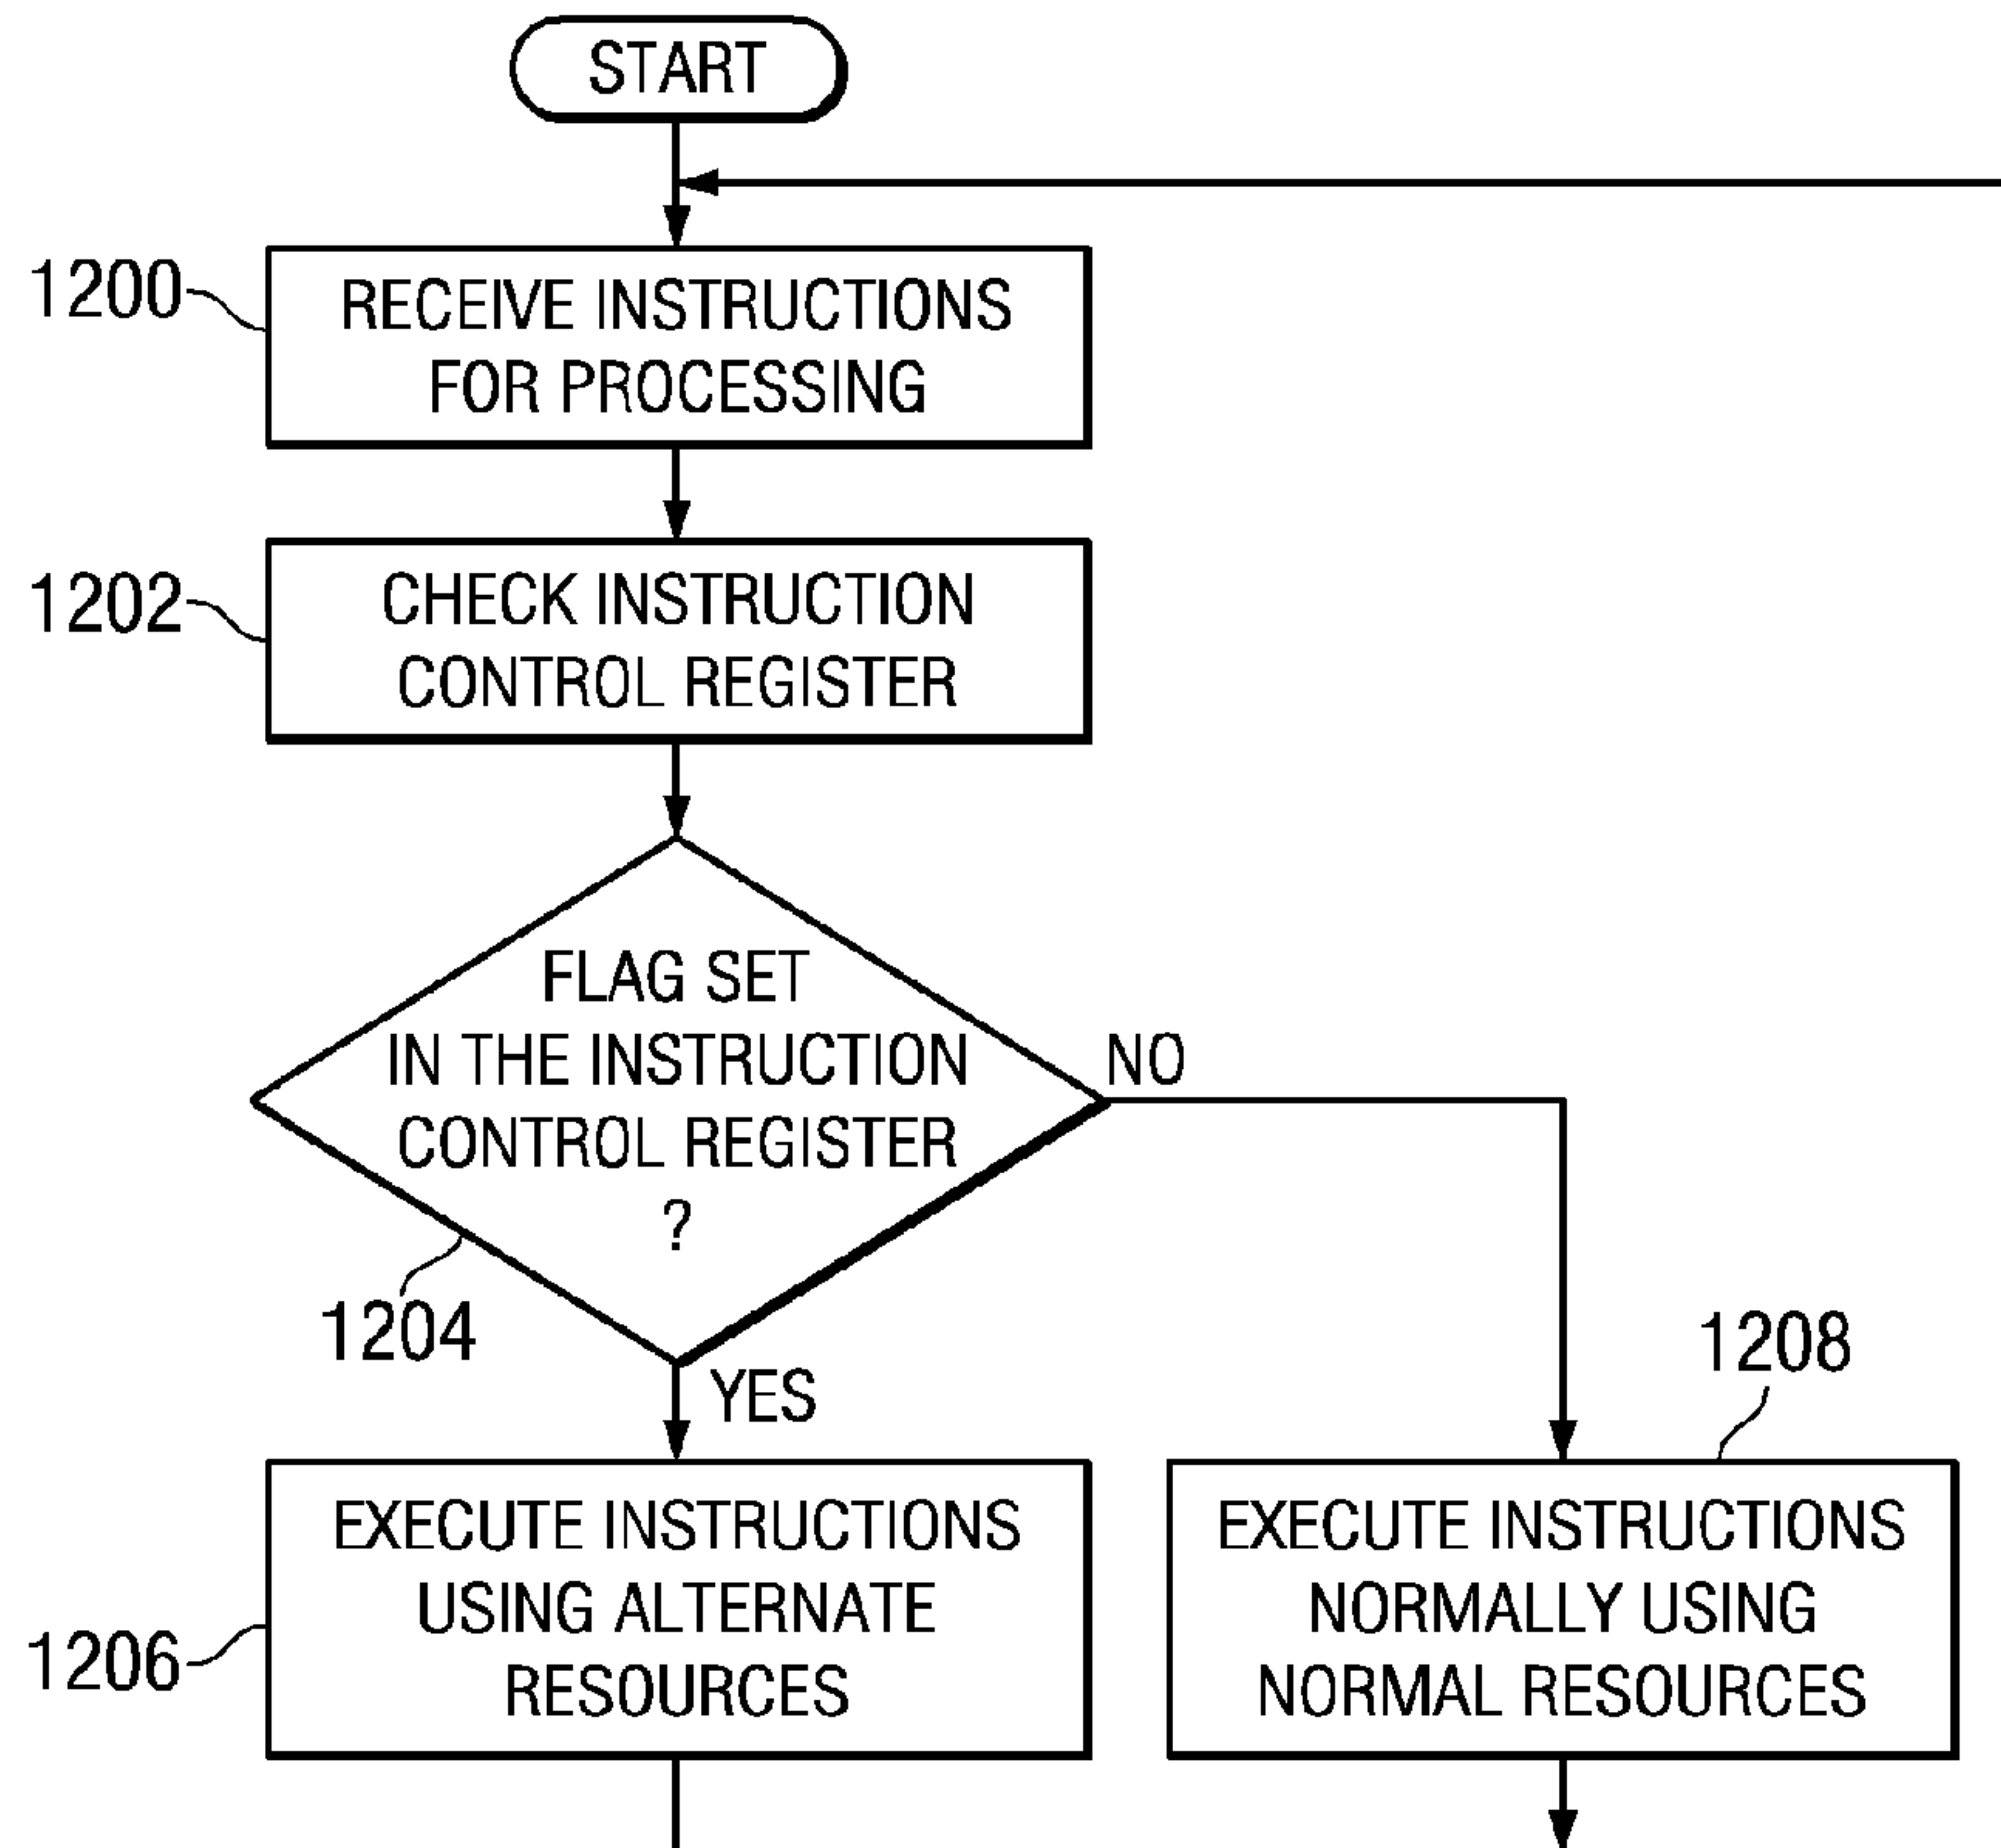 START
1200
RECEIVE INSTRUCTIONS
FOR PROCESSING
1202
CHECK INSTRUCTION
CONTROL REGISTER
FLAG SET
IN THE INSTRUCTION
CONTROL REGISTER
?
NO
1204
YES
1208
EXECUTE INSTRUCTIONS
USING ALTERNATE
RESOURCES
1206
EXECUTE INSTRUCTIONS
NORMALLY USING
NORMAL RESOURCES